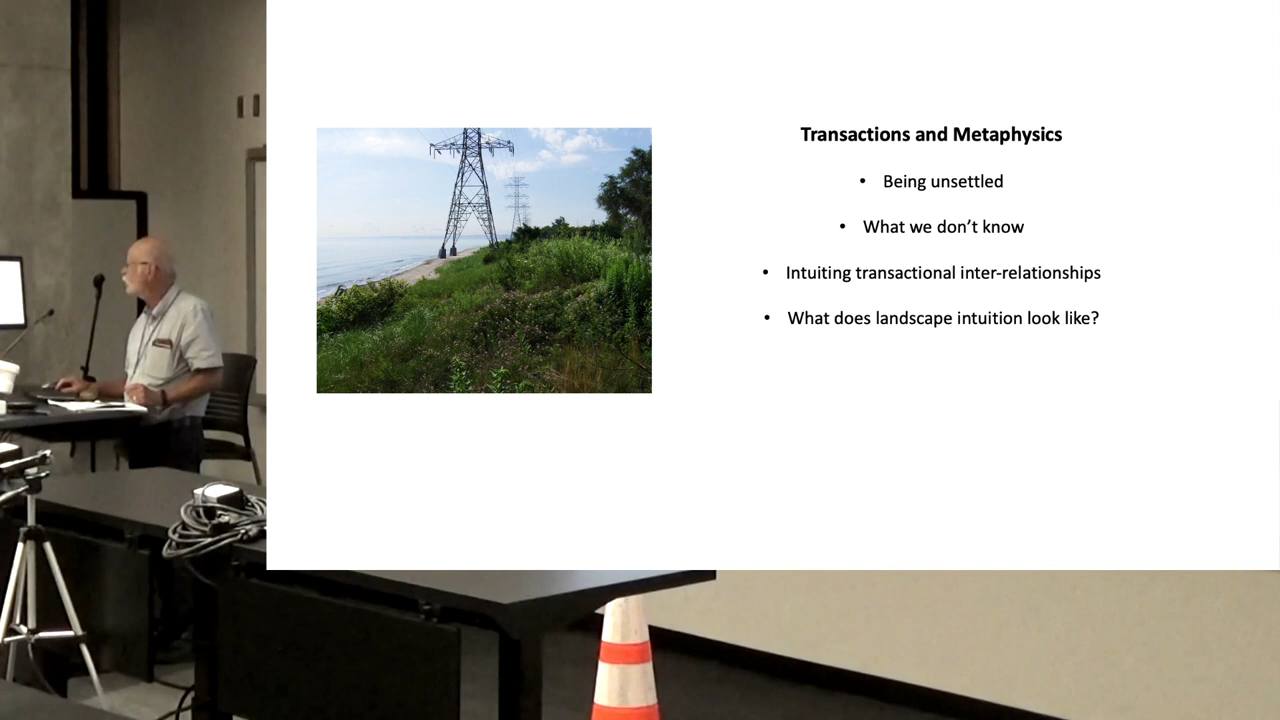 Transactions and Metaphysics
• Being unsettled
• What we don’t know
• Intuiting transactional inter-relationships
• What does landscape intuition look like?